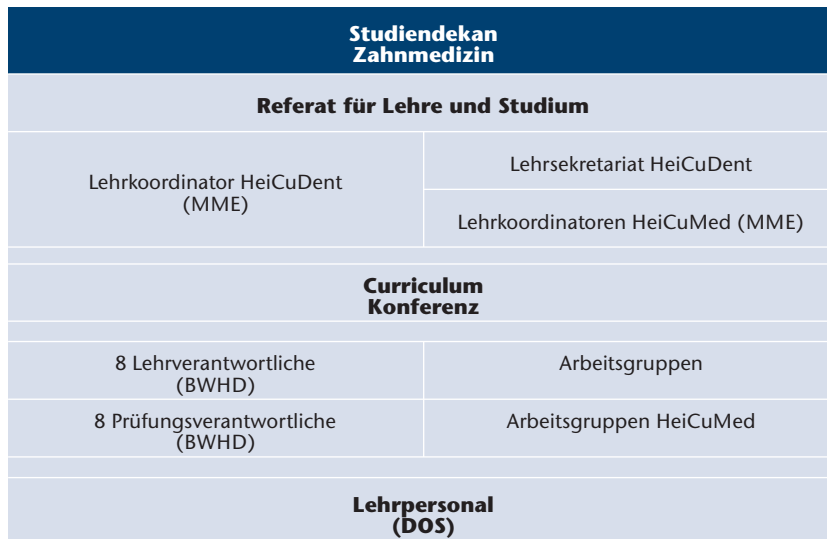 Studiendekan
Zahnmedizin
Referat für Lehre und Studium
Lehrkoordinator HeiCuDent
(MME)
Lehrsekretariat HeiCuDent
Lehrkoordinatoren HeiCuMed (MME)
Curriculum
Konferenz
8 Lehrverantwortliche
(BWHD)
Arbeitsgruppen
8 Prüfungsverantwortliche
(BWHD)
Arbeitsgruppen HeiCuMed
Lehrpersonal
(DOS)